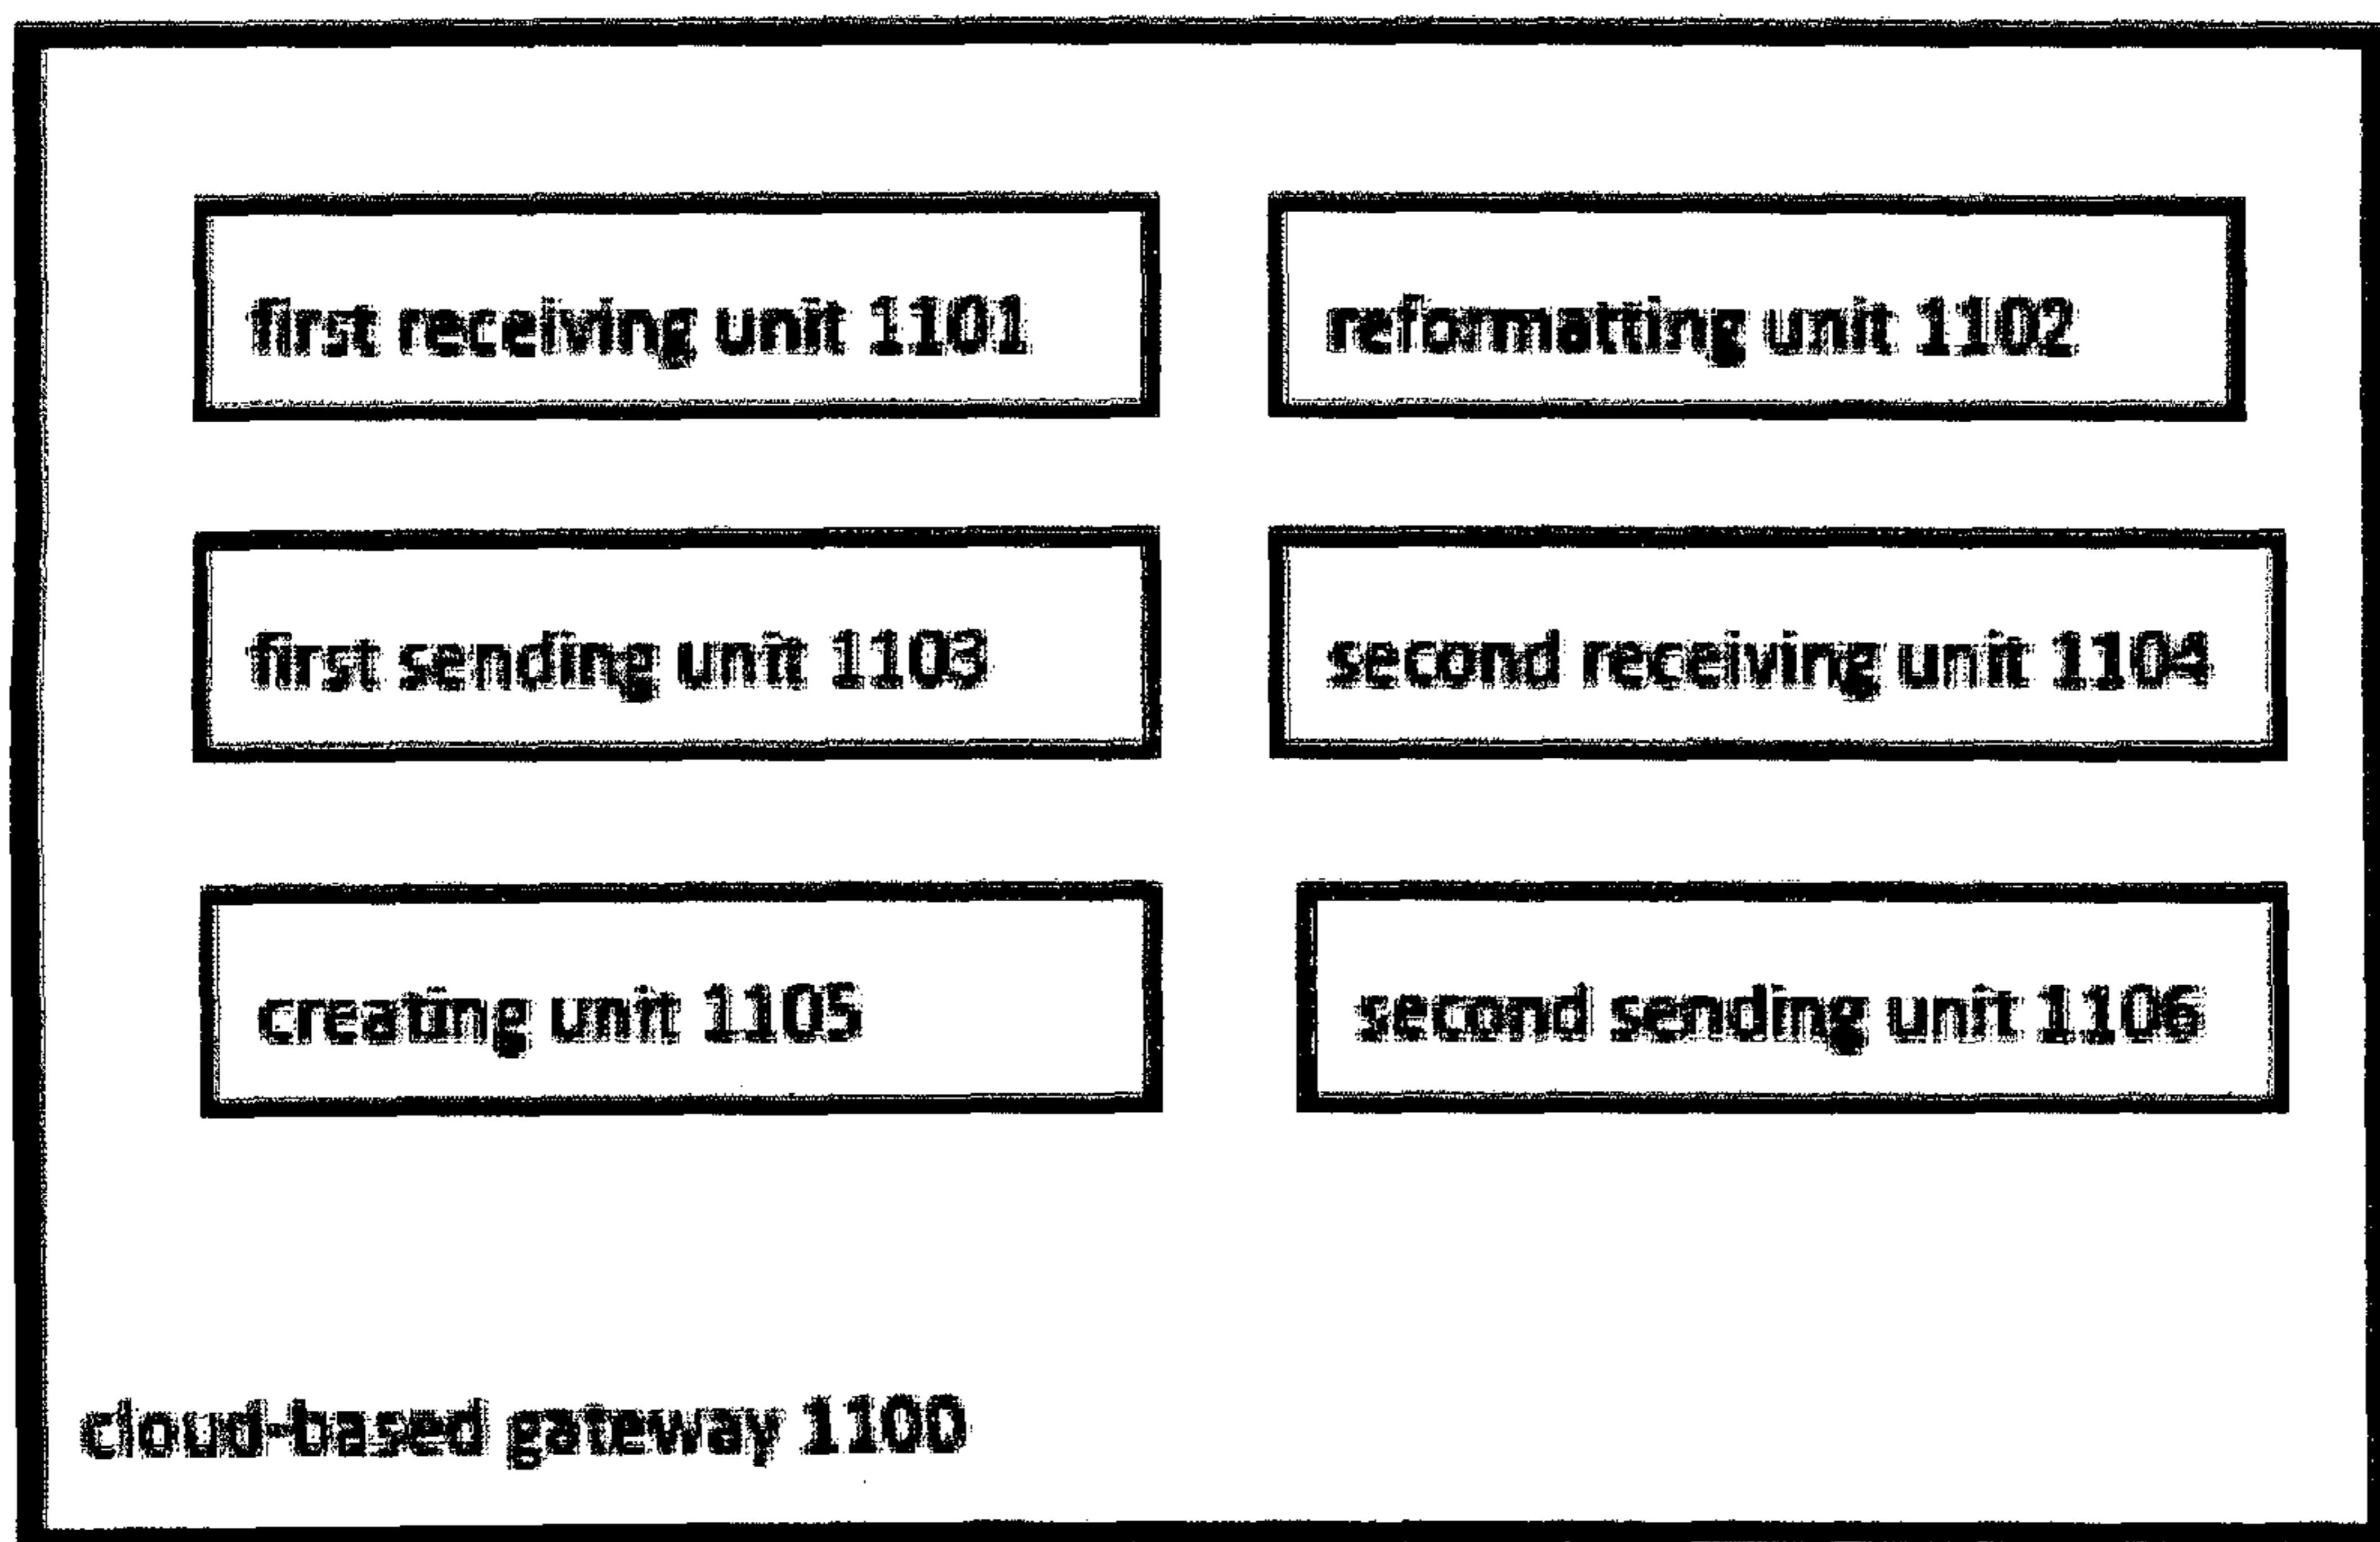 first receiving unit 1101
reformatting unit 1102
first sending unit 1103
second receiving unit 1104
creating unit 1105
second sending unit 1106
cloud-based gateway 1100